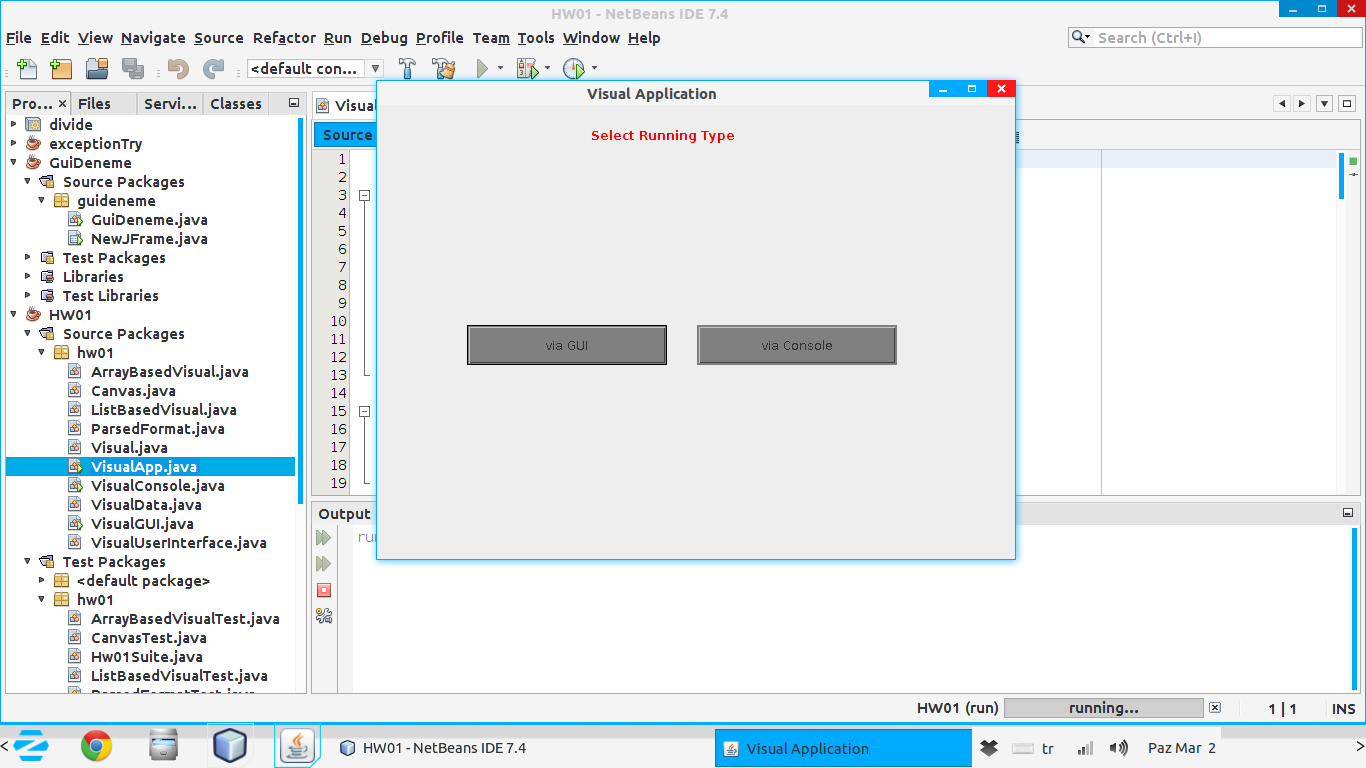 HW01 - NetBeans IDE 7.4
File Edit View Navigate Source Refactor Run Debug Profile Team Tools Window Help
Search (Ctrl+I)
<default con...
Pro... Files Servi... Classes
divide
exceptionTry
GuiDeneme
Source Packages
guideneme
GuiDeneme.java
NewJFrame.java
Test Packages
Libraries
Test Libraries
HW01
Source Packages
hw01
ArrayBasedVisual.java
Canvas.java
ListBasedVisual.java
ParsedFormat.java
Visual.java
VisualApp.java
VisualConsole.java
VisualData.java
VisualGUI.java
VisualUserInterface.java
Test Packages
<default package>
hw01
ArrayBasedVisualTest.java
CanvasTest.java
Hw01Suite.java
ListBasedVisualTest.java
ParsedFormatTest.java
Visual
Source
1
2
3
4
5
6
7
8
9
10
11
12
13
14
15
16
17
18
19
Visual Application
Select Running Type
via GUI
via Console
Output
ru
HW01 (run) running... 1 | 1 INS
HW01 - NetBeans IDE 7.4
Visual Application
tr
Paz Mar 2